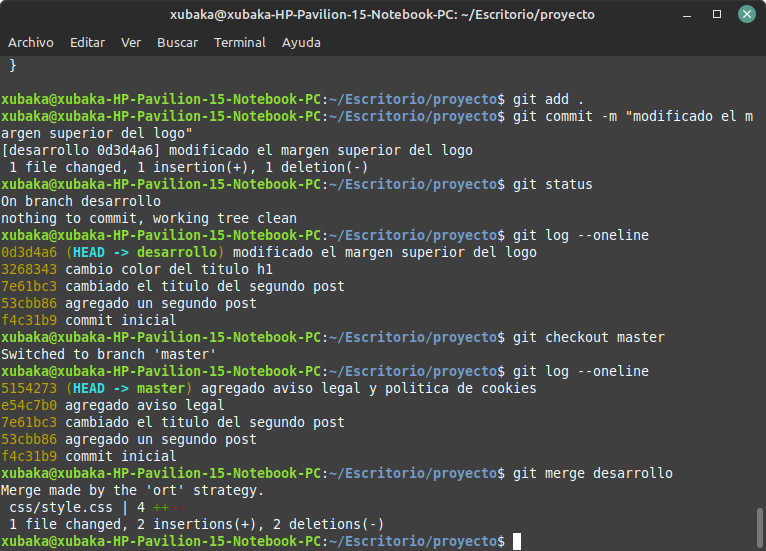 xubaka@xubaka-HP-Pavilion-15-Notebook-PC: ~/Escritorio/proyecto
Archivo Editar Ver Buscar Terminal Ayuda
}
xubaka@xubaka-HP-Pavilion-15-Notebook-PC:~/Escritorio/proyecto$ git add .
xubaka@xubaka-HP-Pavilion-15-Notebook-PC:~/Escritorio/proyecto$ git commit -m "modificado el m
argen superior del logo"
[desarrollo 0d3d4a6] modificado el margen superior del logo
1 file changed, 1 insertion(+), 1 deletion(-)
xubaka@xubaka-HP-Pavilion-15-Notebook-PC:~/Escritorio/proyecto$ git status
On branch desarrollo
nothing to commit, working tree clean
xubaka@xubaka-HP-Pavilion-15-Notebook-PC:~/Escritorio/proyecto$ git log --oneline
0d3d4a6 (HEAD -> desarrollo) modificado el margen superior del logo
3268343 cambio color del titulo h1
7e61bc3 cambiado el titulo del segundo post
53cbb86 agregado un segundo post
f4c31b9 commit inicial
xubaka@xubaka-HP-Pavilion-15-Notebook-PC:~/Escritorio/proyecto$ git checkout master
Switched to branch 'master'
xubaka@xubaka-HP-Pavilion-15-Notebook-PC:~/Escritorio/proyecto$ git log --oneline
5154273 (HEAD -> master) agregado aviso legal y politica de cookies
e54c7b0 agregado aviso legal
7e61bc3 cambiado el titulo del segundo post
53cbb86 agregado un segundo post
f4c31b9 commit inicial
xubaka@xubaka-HP-Pavilion-15-Notebook-PC:~/Escritorio/proyecto$ git merge desarrollo
Merge made by the 'ort' strategy.
css/style.css | 4 ++
1 file changed, 2 insertions(+), 2 deletions(-)
xubaka@xubaka-HP-Pavilion-15-Notebook-PC:~/Escritorio/proyecto$